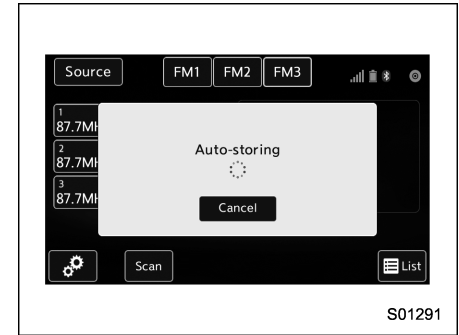 Source FM1 FM2 FM3
1
87.7MH
2
87.7MH
3
87.7MH
Auto-storing
Cancel
Scan List
S01291